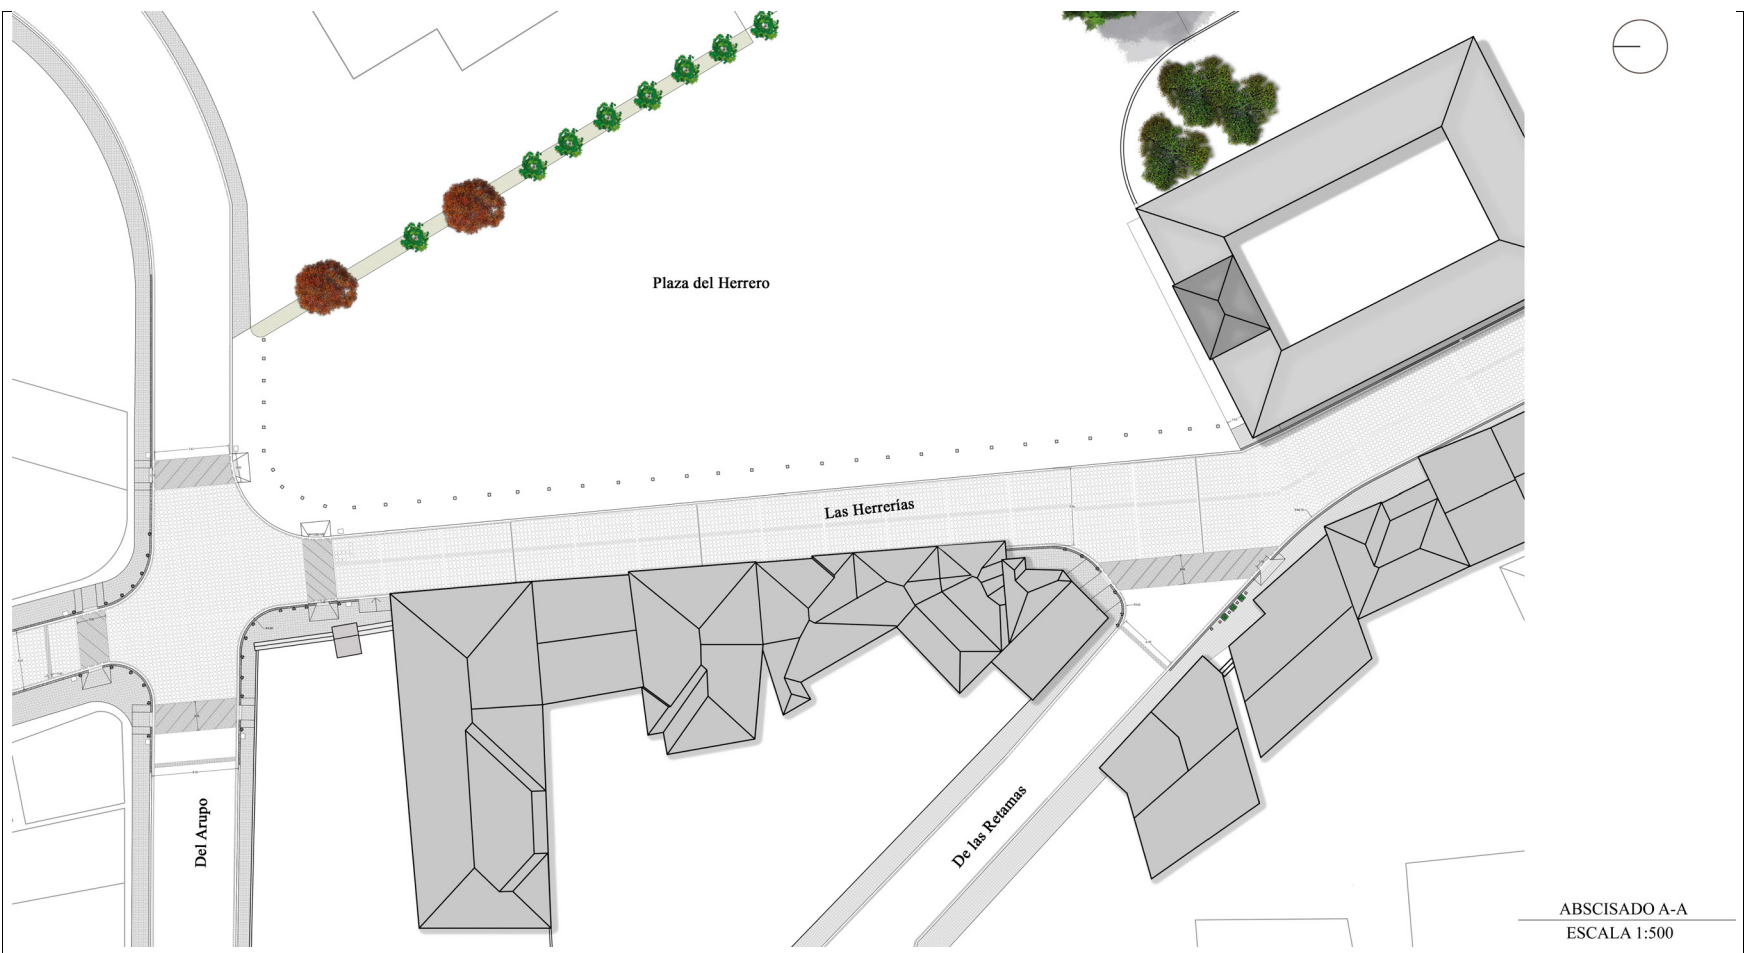 Plaza del Herrero
Las Herrerías
Del Arupo
De las Retamas
ABSCISADO A-A
ESCALA 1:500